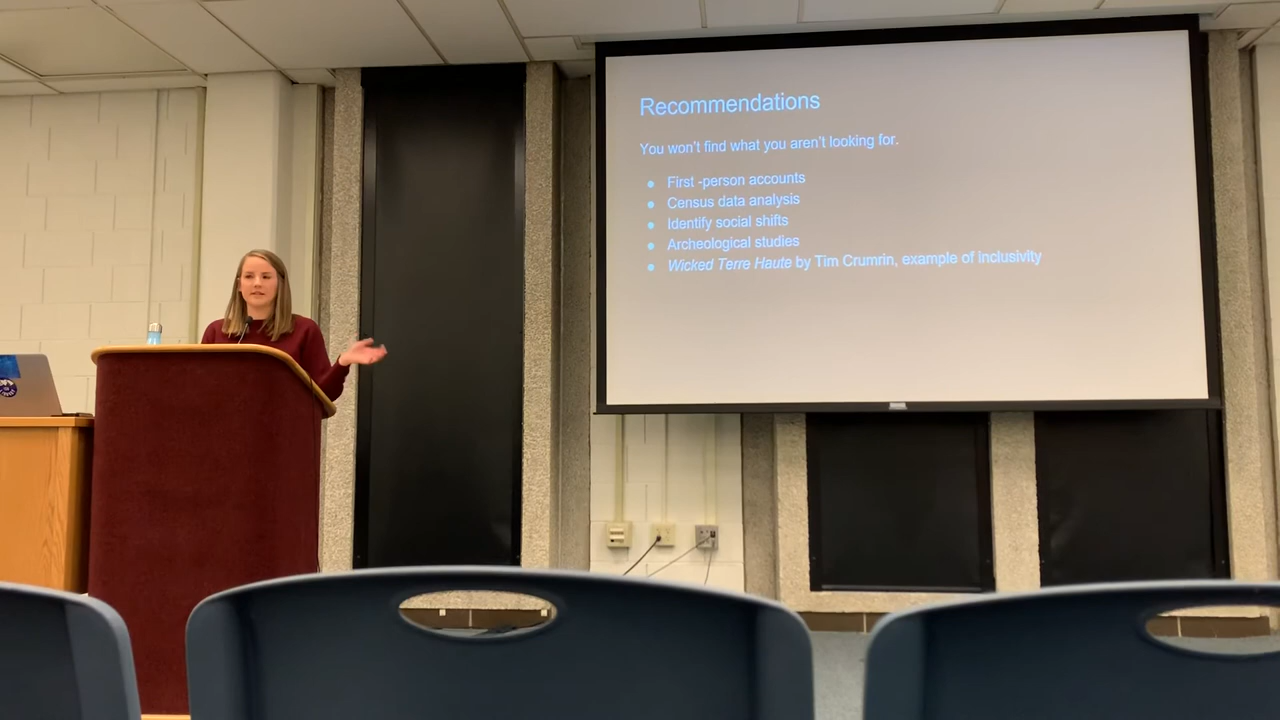 Recommendations
You won't find what you aren't looking for.
● First -person accounts
● Census data analysis
● Identify social shifts
● Archeological studies
● Wicked Terre Haute by Tim Crumrin, example of inclusivity